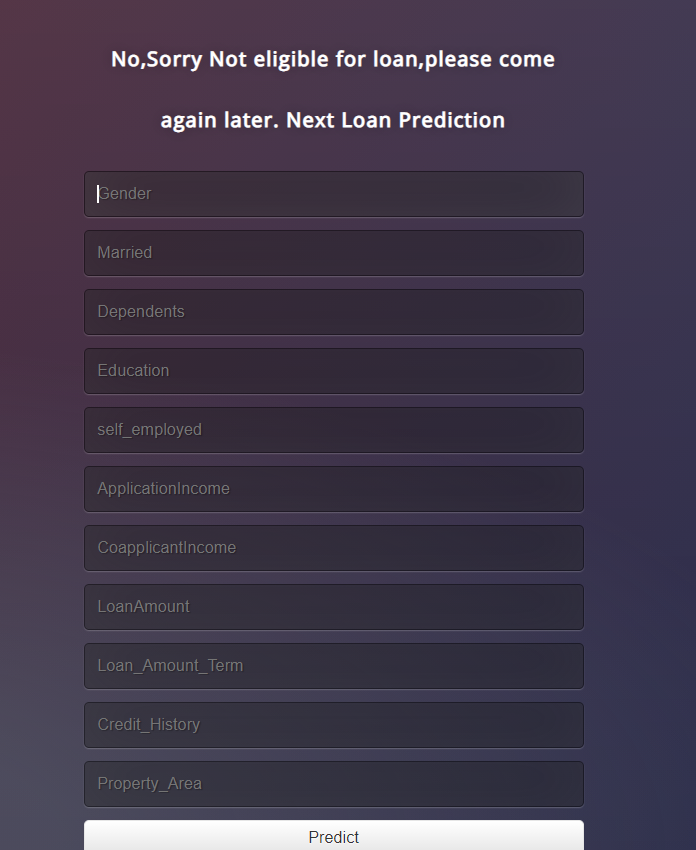 No,Sorry Not eligible for loan,please come
again later. Next Loan Prediction
Gender
Married
Dependents
Education
self_employed
ApplicationIncome
CoapplicantIncome
LoanAmount
Loan_Amount_Term
Credit_History
Property_Area
Predict